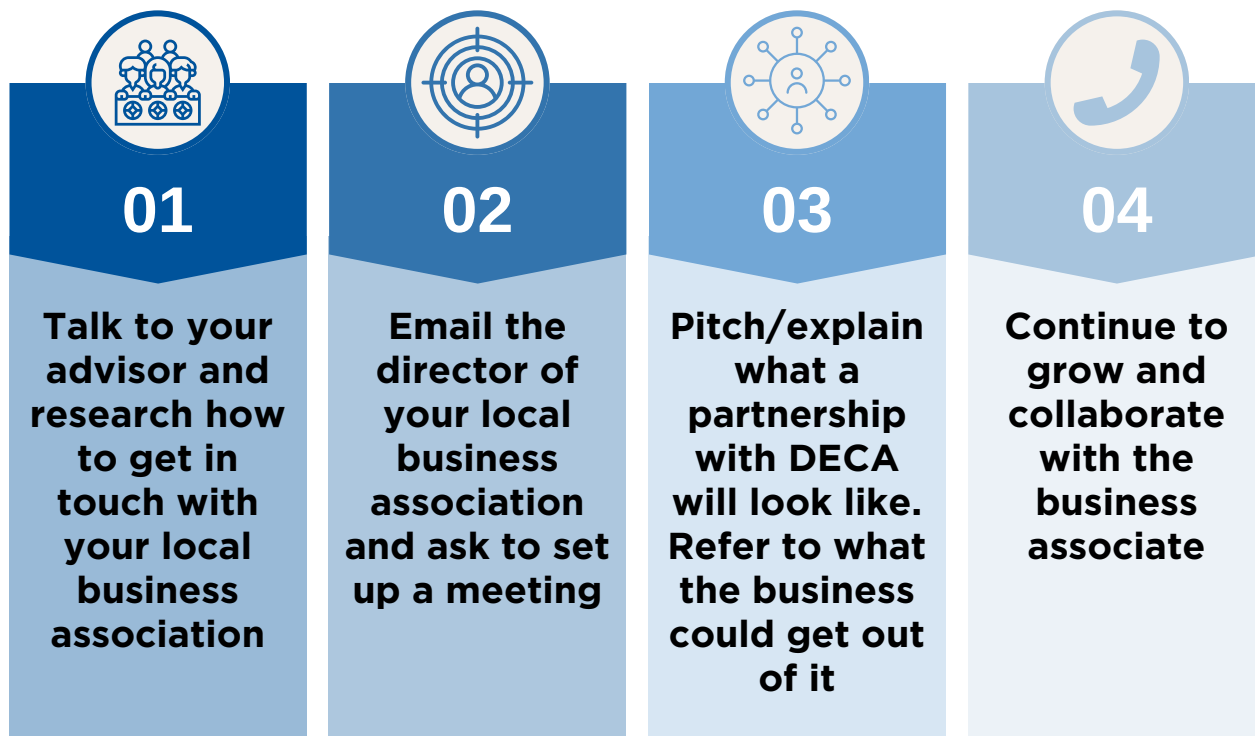 01
Talk to your
advisor and
research how
to get in
touch with
your local
business
association
02
Email the
director of
your local
business
association
and ask to set
up a meeting
03
Pitch/explain
what a
partnership
with DECA
will look like.
Refer to what
the business
could get out
of it
04
Continue to
grow and
collaborate
with the
business
associate